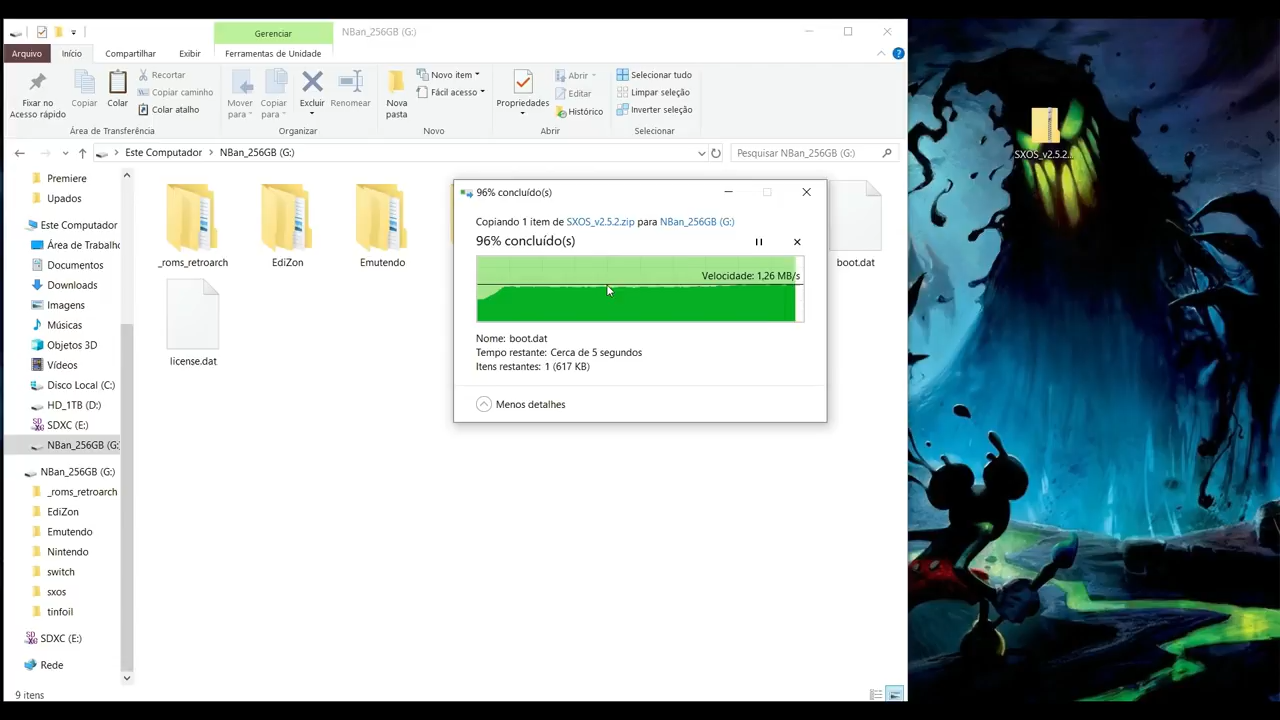 Gerenciar
NBan_256GB (G:)
Arquivo
Início
Compartilhar
Exibir
Ferramentas de Unidade
Fixar no
Acesso rápido
Copiar
Colar
Recortar
Copiar caminho
Colar atalho
Área de Transferência
Mover
para
Copiar
para
Excluir
Renomear
Organizar
Nova
pasta
Novo item
Fácil acesso
Novo
Propriedades
Abrir
Editar
Histórico
Abrir
Selecionar tudo
Limpar seleção
Inverter seleção
Selecionar
Este Computador > NBan_256GB (G:)
Pesquisar NBan_256GB (G:)
Premiere
Upados
Este Computador
Área de Trabalho
Documentos
Downloads
Imagens
Músicas
Objetos 3D
Vídeos
Disco Local (C:)
HD_1TB (D:)
SDXC (E:)
NBan_256GB (G:
NBan_256GB (G:)
_roms_retroarch
EdiZon
Emutendo
Nintendo
switch
sxos
tinfoil
SDXC (E:)
Rede
9 itens
_roms_retroarch
EdiZon
Emutendo
boot.dat
license.dat
96% concluído(s)
Copiando 1 item de SXOS_v2.5.2.zip para NBan_256GB (G:)
96% concluído(s)
Velocidade: 1,26 MB/s
Nome: boot.dat
Tempo restante: Cerca de 5 segundos
Itens restantes: 1 (617 KB)
Menos detalhes
SXOS_v2.5.2...